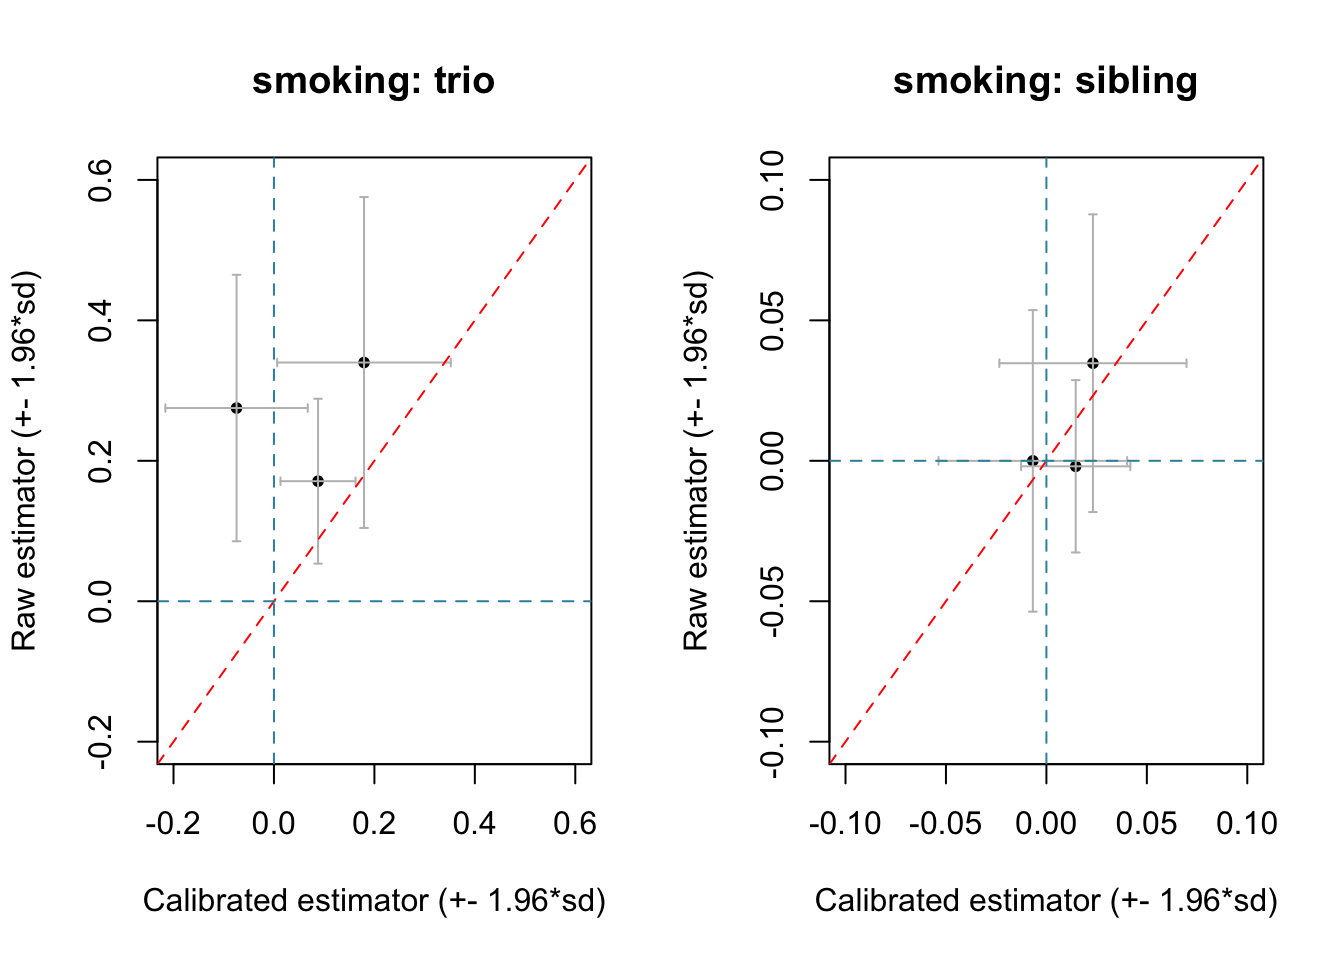 smoking: trio
Raw estimator (+- 1.96*sd)
0.6
0.4
0.2
0.0
-0.2
-0.2 0.0 0.2 0.4 0.6
Calibrated estimator (+- 1.96*sd)
smoking: sibling
Raw estimator (+- 1.96*sd)
0.10
0.05
0.00
-0.05
-0.10
-0.10 -0.05 0.00 0.05 0.10
Calibrated estimator (+- 1.96*sd)